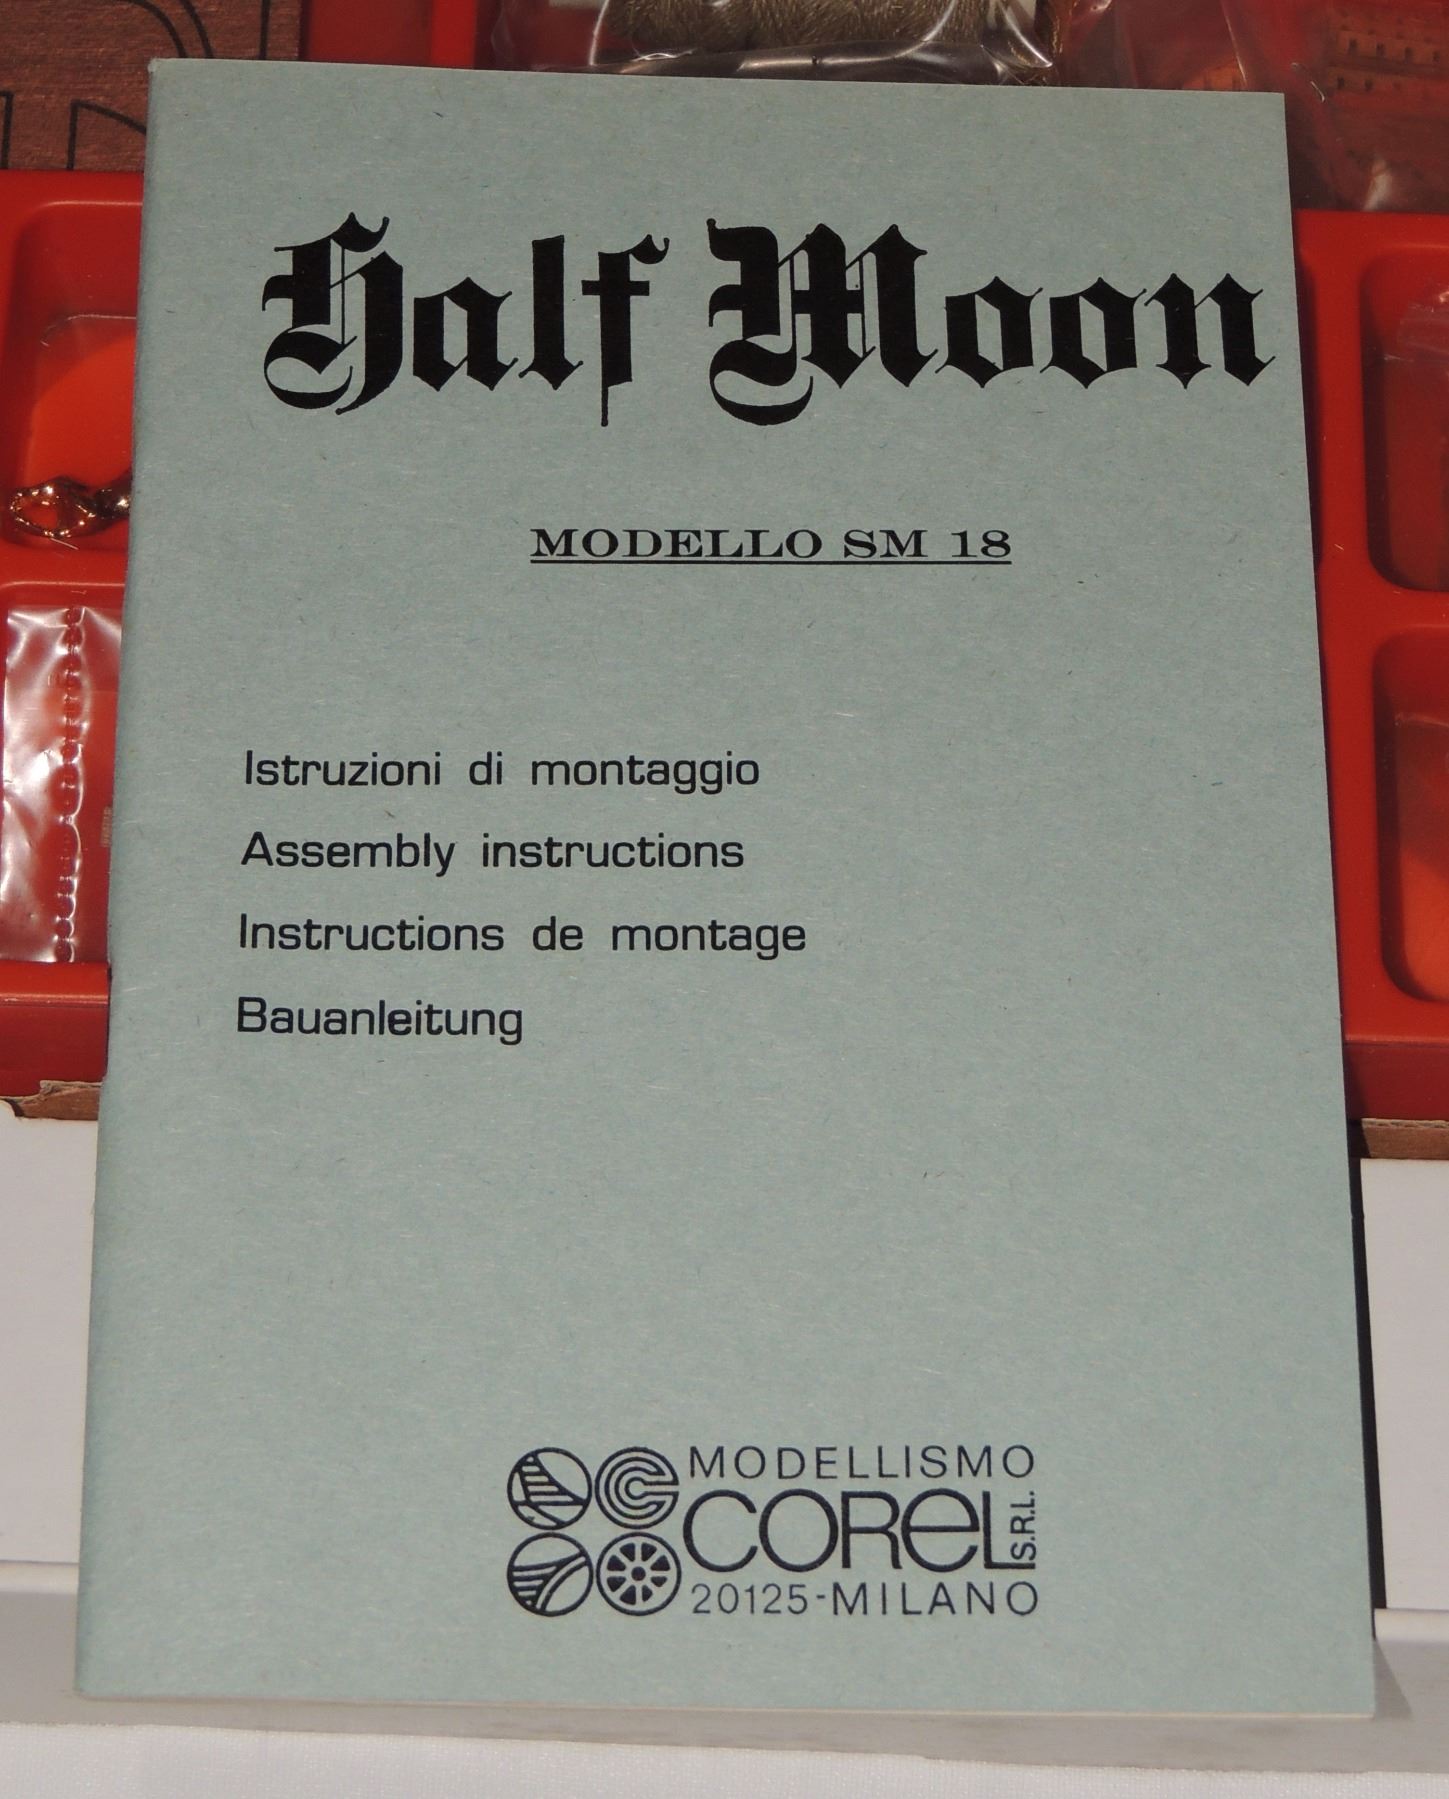 Half Moon
MODELLO SM 18
Istruzioni di montaggio
Assembly instructions
Instructions de montage
Bauanleitung
MODELLISMO
COREL S.R.L.
20125-MILANO